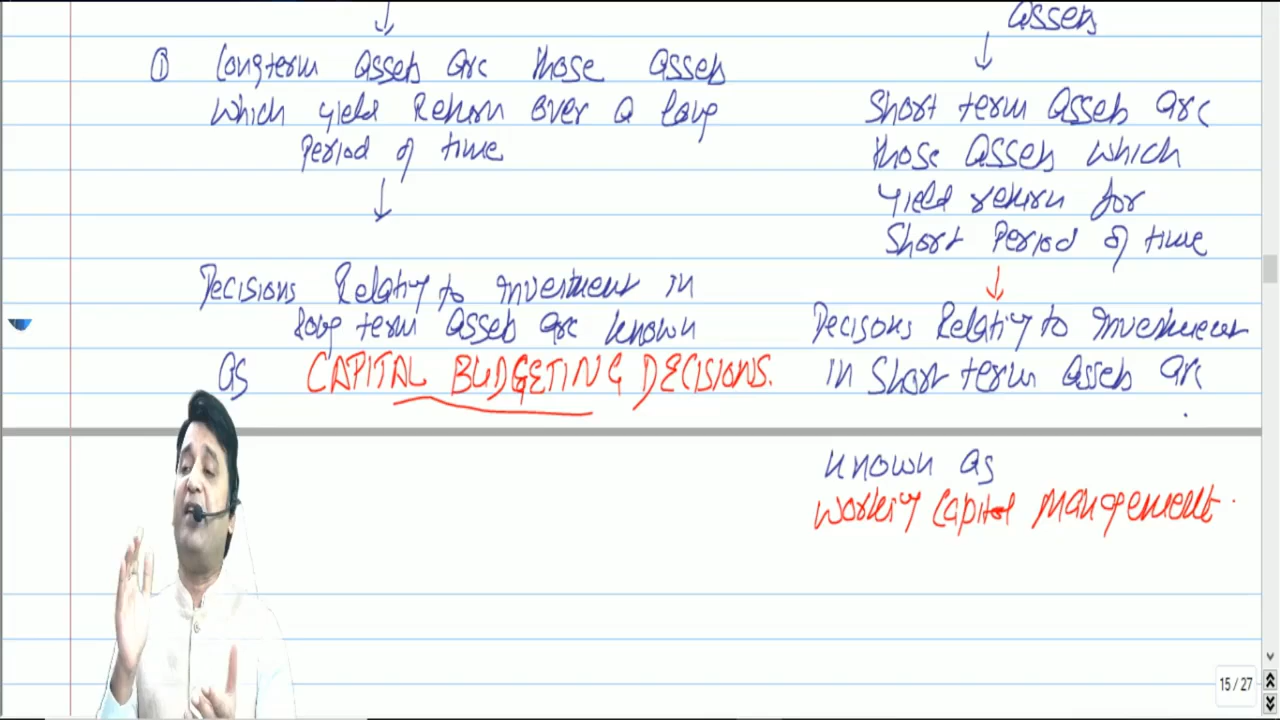 ① Longterm Assets are those Assets
which yield Return over a long
Period of time
Decisions Relating to Investment in
long term Assets are known
as CAPITAL BUDGETING DECISIONS.
Assets
Short term Assets are
those Assets which
yield return for
Short Period of time
Decisions Relating to Investment
in Short term Assets are
known as
Working Capital Management.
15 / 27